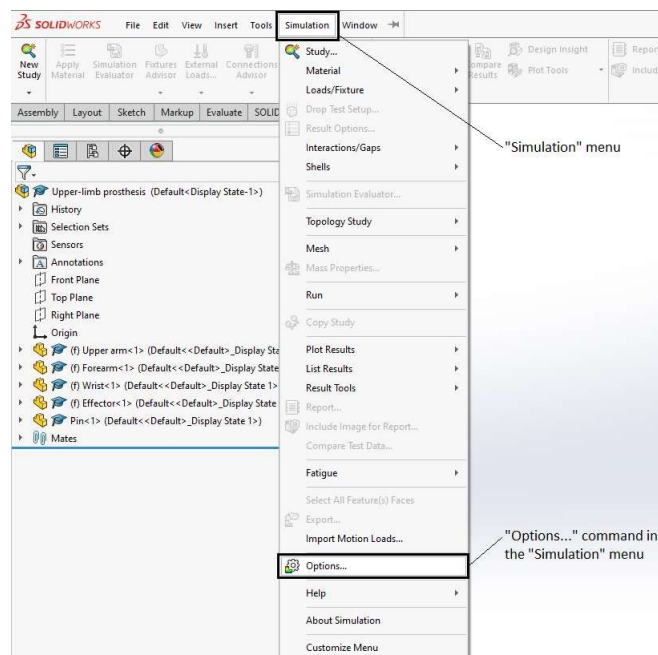 SOLIDWORKS File Edit View Insert Tools Simulation Window
New Study
Apply Material
Simulation Evaluator
Fixtures Advisor
External Loads...
Connections Advisor
Compare Results
Design Insight
Plot Tools
Report
Includ
Assembly Layout Sketch Markup Evaluate SOLID
Upper-limb prosthesis (Default<Display State-1>)
History
Selection Sets
Sensors
Annotations
Front Plane
Top Plane
Right Plane
Origin
(f) Upper arm<1> (Default<<Default>_Display Sta
(f) Forearm<1> (Default<<Default>_Display State
(f) Wrist<1> (Default<<Default>_Display State 1>
(f) Effector<1> (Default<<Default>_Display State
Pin<1> (Default<<Default>_Display State 1>)
Mates
Study...
Material
Loads/Fixture
Drop Test Setup...
Result Options...
Interactions/Gaps
Shells
Simulation Evaluator...
Topology Study
Mesh
Mass Properties...
Run
Copy Study
Plot Results
List Results
Result Tools
Report...
Include Image for Report...
Compare Test Data...
Fatigue
Select All Feature(s) Faces
Export...
Import Motion Loads...
Options...
Help
About Simulation
Customize Menu
"Simulation" menu
"Options..." command in
the "Simulation" menu